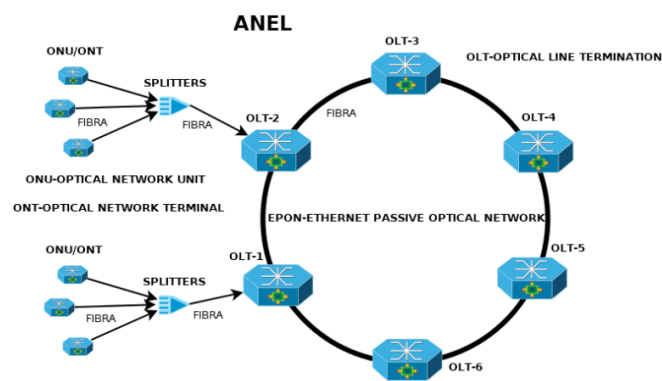 ANEL
ONU/ONT
OLT-3
OLT-OPTICAL LINE TERMINATION
SPLITTERS
FIBRA
FIBRA
OLT-2
FIBRA
OLT-4
ONU-OPTICAL NETWORK UNIT
ONT-OPTICAL NETWORK TERMINAL
EPON-ETHERNET PASSIVE OPTICAL NETWORK
ONU/ONT
OLT-1
OLT-5
SPLITTERS
FIBRA
FIBRA
OLT-6